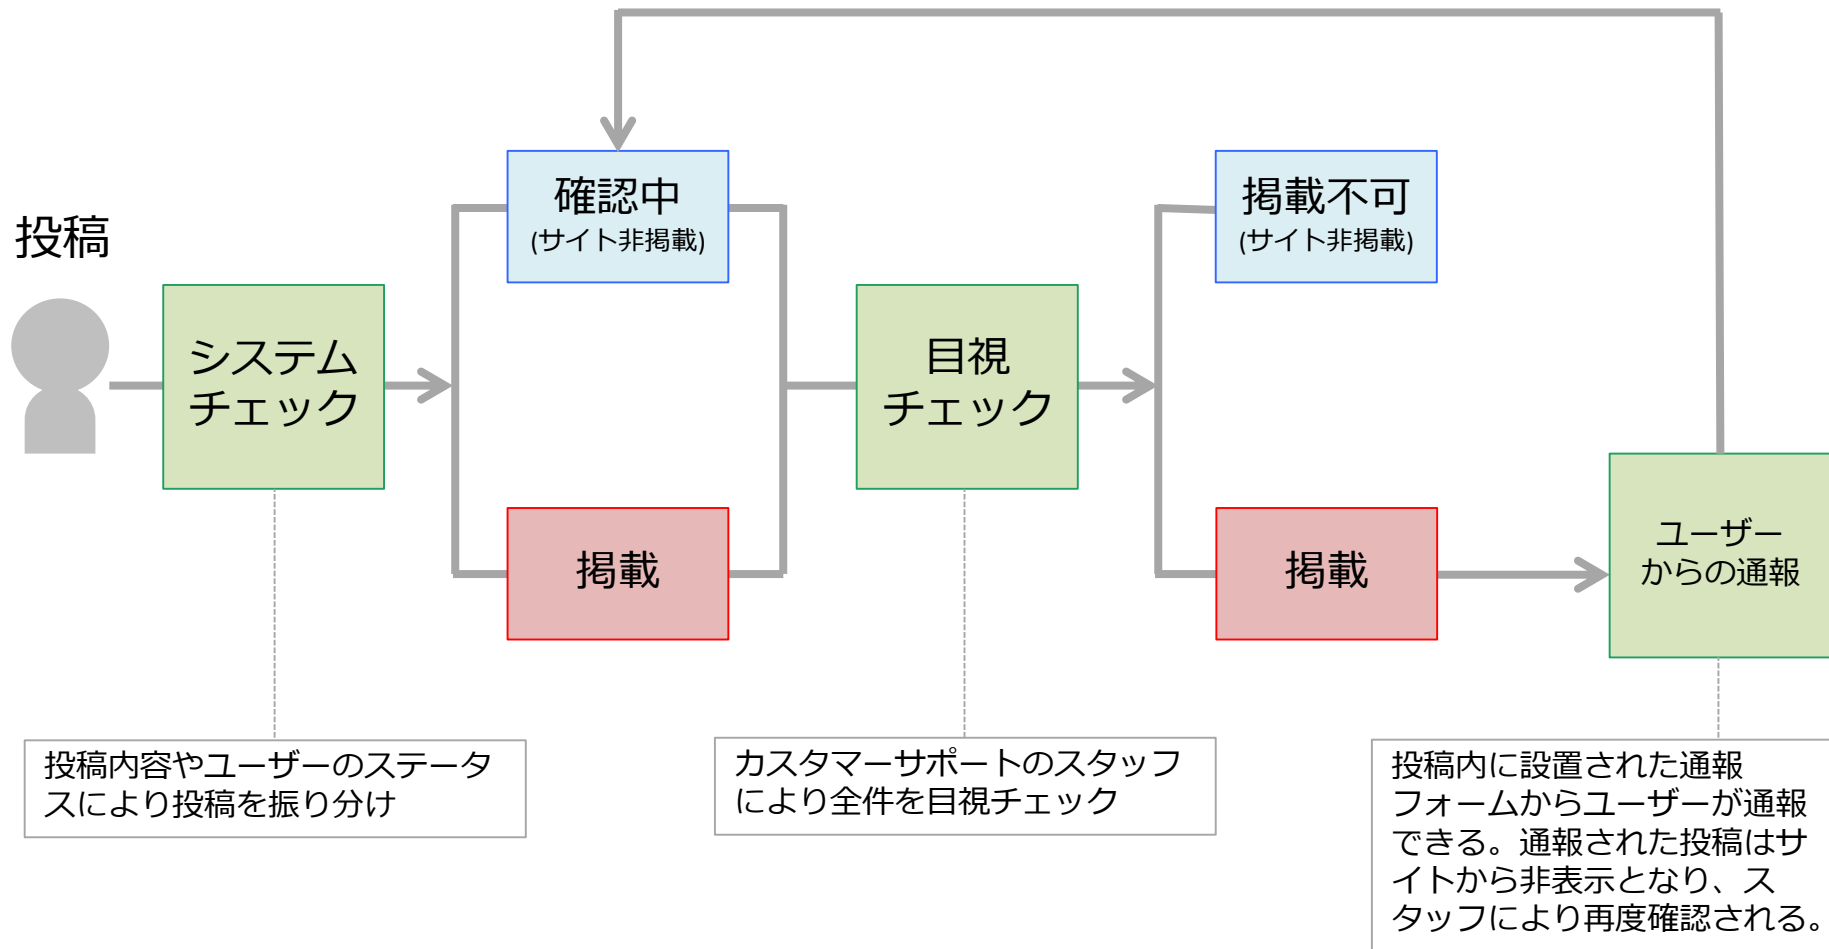 投稿
システム
チェック
確認中
(サイト非掲載)
掲載
目視
チェック
掲載不可
(サイト非掲載)
掲載
ユーザー
からの通報
投稿内容やユーザーのステータ
スにより投稿を振り分け
カスタマーサポートのスタッフ
により全件を目視チェック
投稿内に設置された通報
フォームからユーザーが通報
できる。通報された投稿はサ
イトから非表示となり、ス
タッフにより再度確認される。